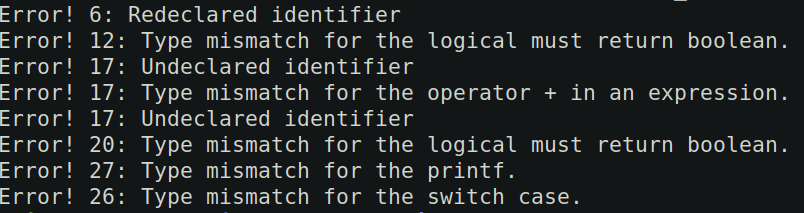 Error! 6: Redeclared identifier
Error! 12: Type mismatch for the logical must return boolean.
Error! 17: Undeclared identifier
Error! 17: Type mismatch for the operator + in an expression.
Error! 17: Undeclared identifier
Error! 20: Type mismatch for the logical must return boolean.
Error! 27: Type mismatch for the printf.
Error! 26: Type mismatch for the switch case.